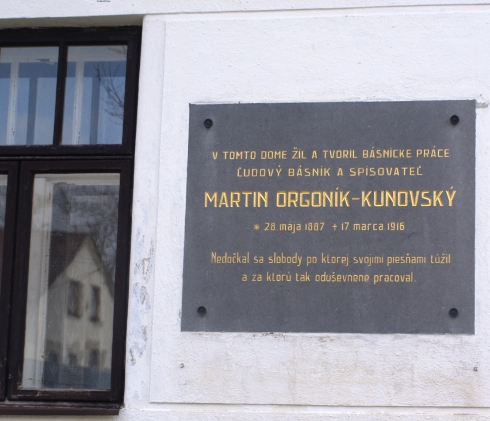 V TOMTO DOME ŽIL A TVORIL BÁSNICKE PRÁCE
ĽUDOVÝ BÁSNIK A SPISOVATEĽ
MARTIN ORGONÍK-KUNOVSKÝ
* 28. mája 1887 + 17 marca 1916
Nedočkal sa slobody po ktorej svojimi piesňami túžil
a za ktorú tak oduševnene pracoval.